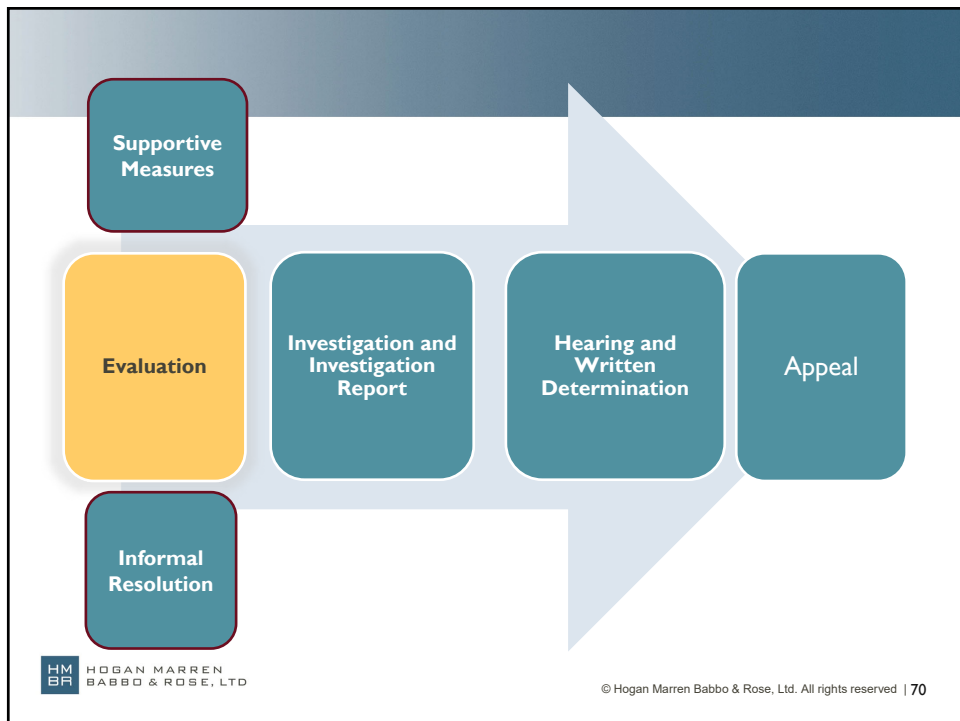 Supportive
Measures
Evaluation
Investigation and
Investigation
Report
Hearing and
Written
Determination
Appeal
Informal
Resolution
HM
BR
HOGAN MARREN
BABBO & ROSE, LTD
© Hogan Marren Babbo & Rose, Ltd. All rights reserved | 70